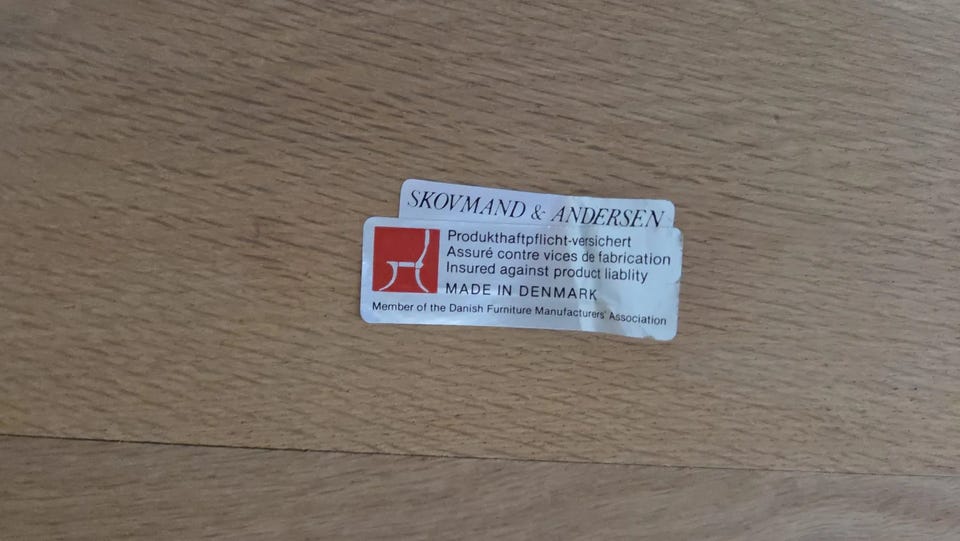 SKOVMAND & ANDERSEN
Produkthaftpflicht-versichert
Assuré contre vices de fabrication
Insured against product liablity
MADE IN DENMARK
Member of the Danish Furniture Manufacturers' Association